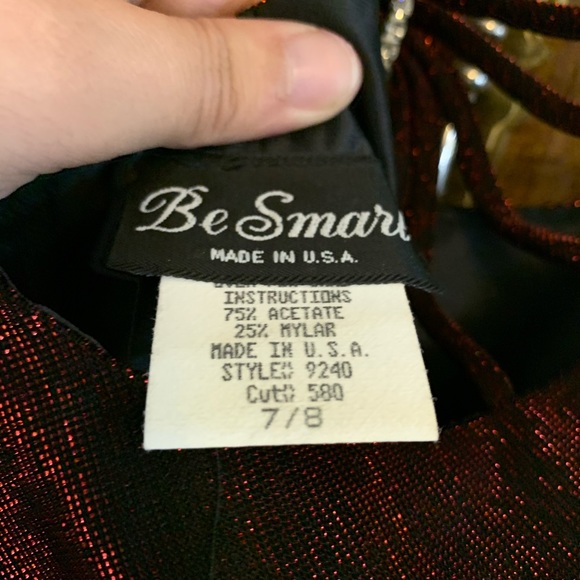 Be Smart
MADE IN U.S.A.
INSTRUCTIONS
75% ACETATE
25% MYLAR
MADE IN U.S.A.
STYLE# 9240
Cut# 580
7/8